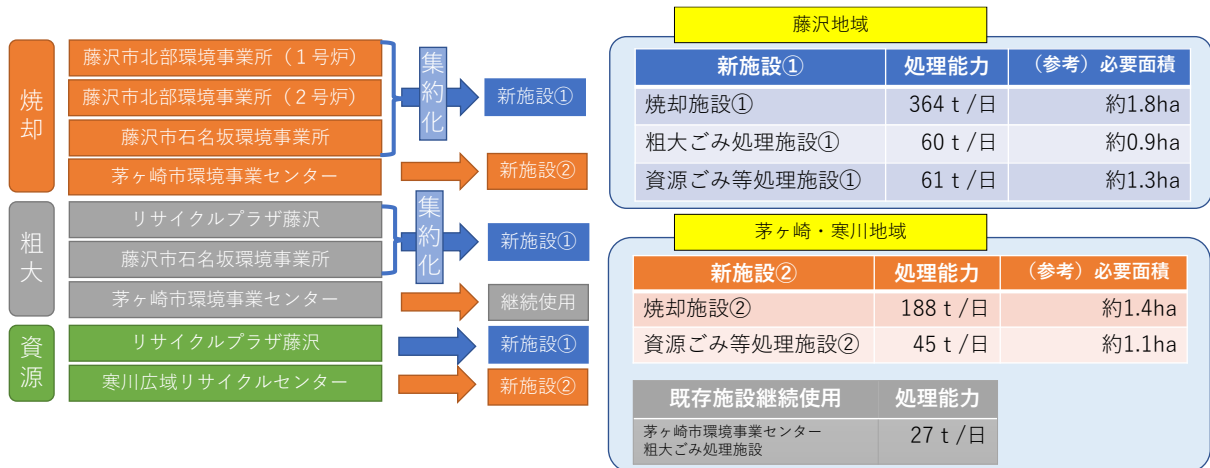 焼却
藤沢市北部環境事業所（１号炉）
藤沢市北部環境事業所（２号炉）
藤沢市石名坂環境事業所
茅ヶ崎市環境事業センター
集約化
新施設①
新施設②
粗大
リサイクルプラザ藤沢
藤沢市石名坂環境事業所
茅ヶ崎市環境事業センター
集約化
新施設①
継続使用
資源
リサイクルプラザ藤沢
寒川広域リサイクルセンター
新施設①
新施設②
藤沢地域
新施設① 処理能力 （参考）必要面積
焼却施設① 364ｔ/日 約1.8ha
粗大ごみ処理施設① 60ｔ/日 約0.9ha
資源ごみ等処理施設① 61ｔ/日 約1.3ha
茅ヶ崎・寒川地域
新施設② 処理能力 （参考）必要面積
焼却施設② 188ｔ/日 約1.4ha
資源ごみ等処理施設② 45ｔ/日 約1.1ha
既存施設継続使用 処理能力
茅ヶ崎市環境事業センター 27ｔ/日
粗大ごみ処理施設